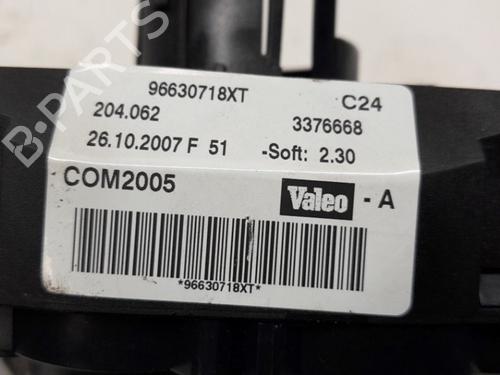 96630718XT C24
204.062 3376668
26.10.2007 F 51 -Soft: 2.30
COM2005 Valeo - A
*96630718XT*
B-PARTS